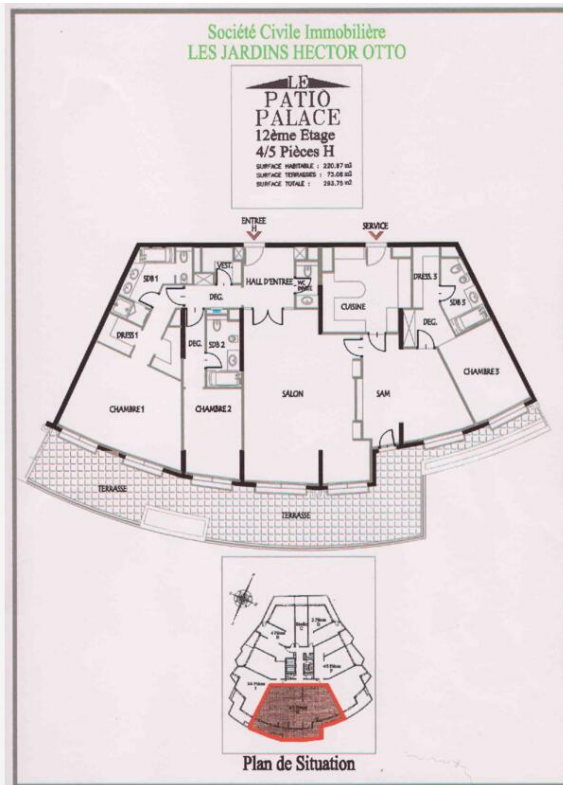 Société Civile Immobilière
LES JARDINS HECTOR OTTO
LE
PATIO
PALACE
12ème Etage
4/5 Pièces H
SURFACE HABITABLE : 220.67 m2
SURFACE TERRASSES : 73.08 m2
SURFACE TOTALE : 293.75 m2
ENTREE
H
SERVICE
SDB 1
VEST.
HALL D'ENTREE
WC
CUISINE
DRESS. 3
SDB 3
DEG.
DRESS 1
DEG.
SDB 2
DEG.
CHAMBRE 1
CHAMBRE 2
SALON
SAM
CHAMBRE 3
TERRASSE
TERRASSE
Plan de Situation